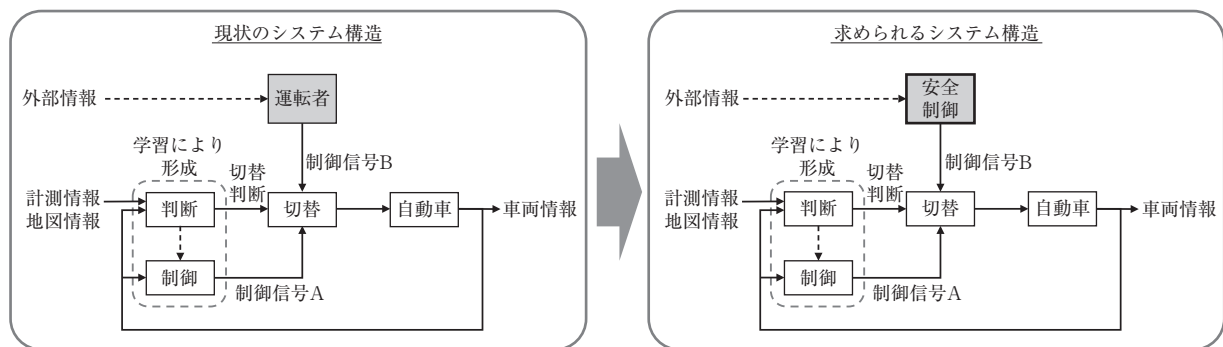 現状のシステム構造
外部情報
運転者
学習により
形成
切替
判断
制御信号B
計測情報
地図情報
判断
切替
自動車
車両情報
制御
制御信号A
求められるシステム構造
外部情報
安全
制御
学習により
形成
切替
判断
制御信号B
計測情報
地図情報
判断
切替
自動車
車両情報
制御
制御信号A